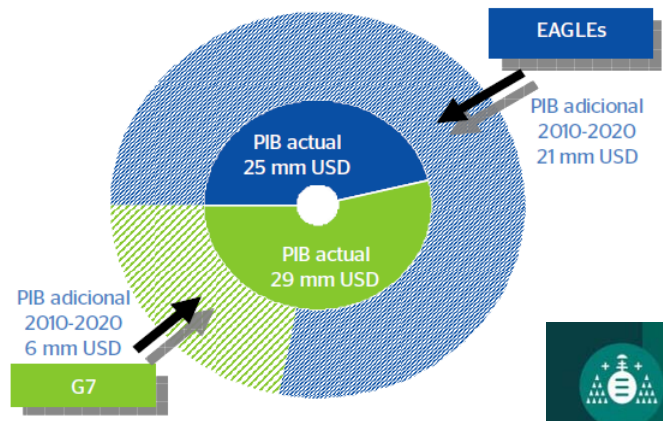 EAGLEs
PIB adicional
2010-2020
21 mm USD
PIB actual
25 mm USD
PIB actual
29 mm USD
PIB adicional
2010-2020
6 mm USD
G7